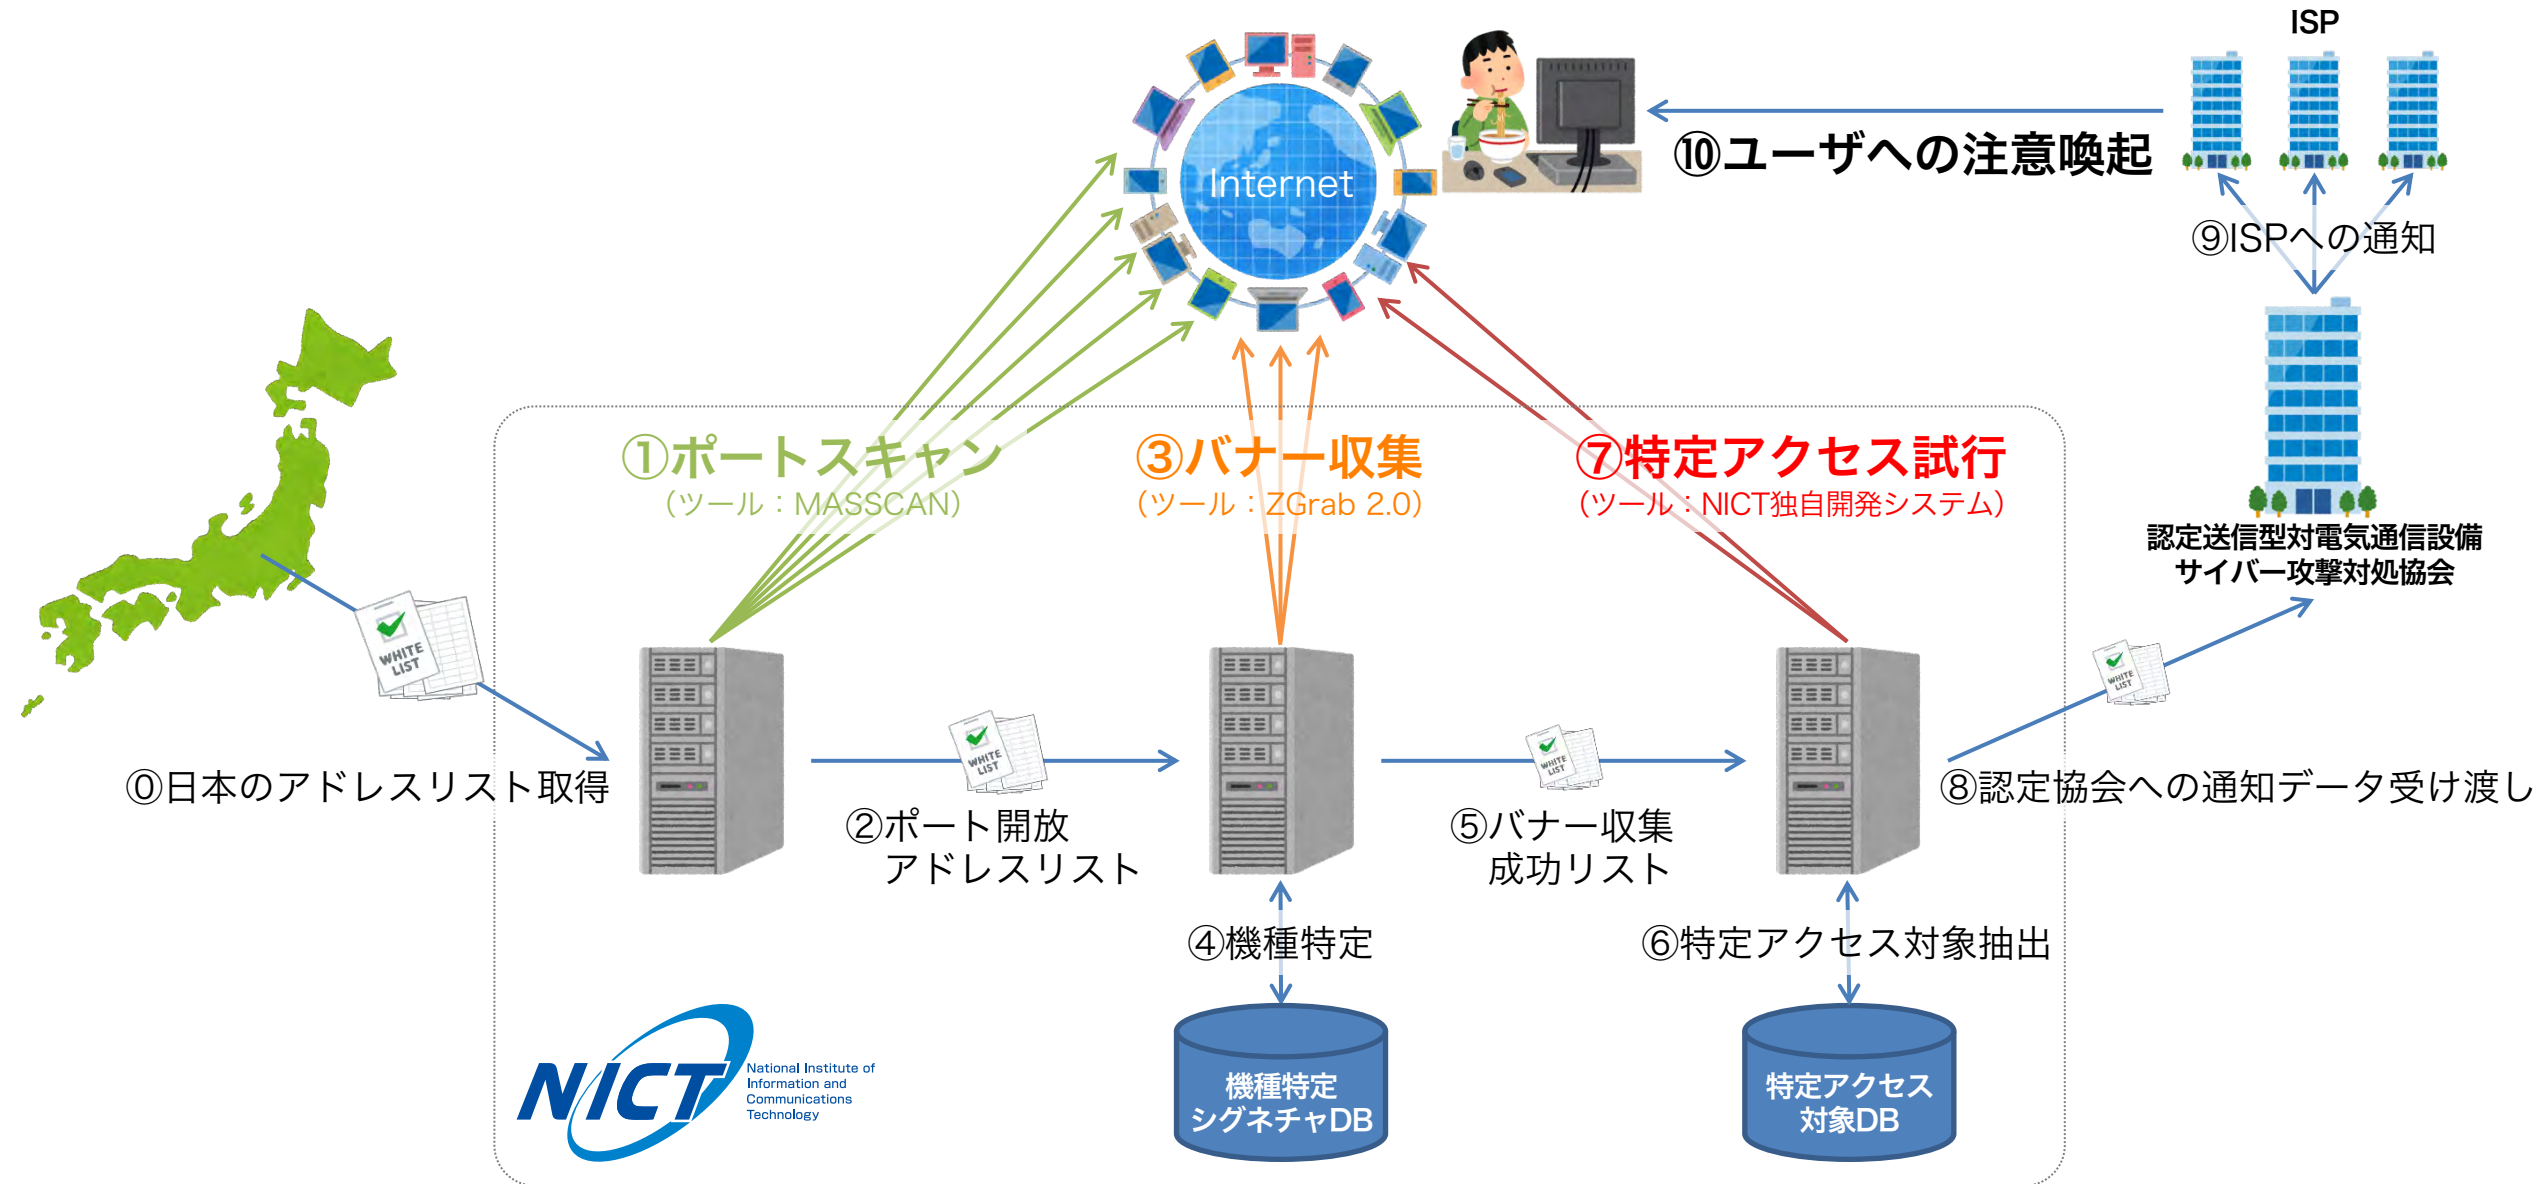 ISP
Internet
⑩ユーザへの注意喚起
⑨ISPへの通知
①ポートスキャン
(ツール：MASSCAN)
③バナー収集
(ツール：ZGrab 2.0)
⑦特定アクセス試行
(ツール：NICT独自開発システム)
認定送信型対電気通信設備
サイバー攻撃対処協会
WHITE
LIST
WHITE
LIST
WHITE
LIST
WHITE
LIST
⓪日本のアドレスリスト取得
②ポート開放
アドレスリスト
⑤バナー収集
成功リスト
⑧認定協会への通知データ受け渡し
④機種特定
⑥特定アクセス対象抽出
NICT
National Institute of
Information and
Communications
Technology
機種特定
シグネチャDB
特定アクセス
対象DB